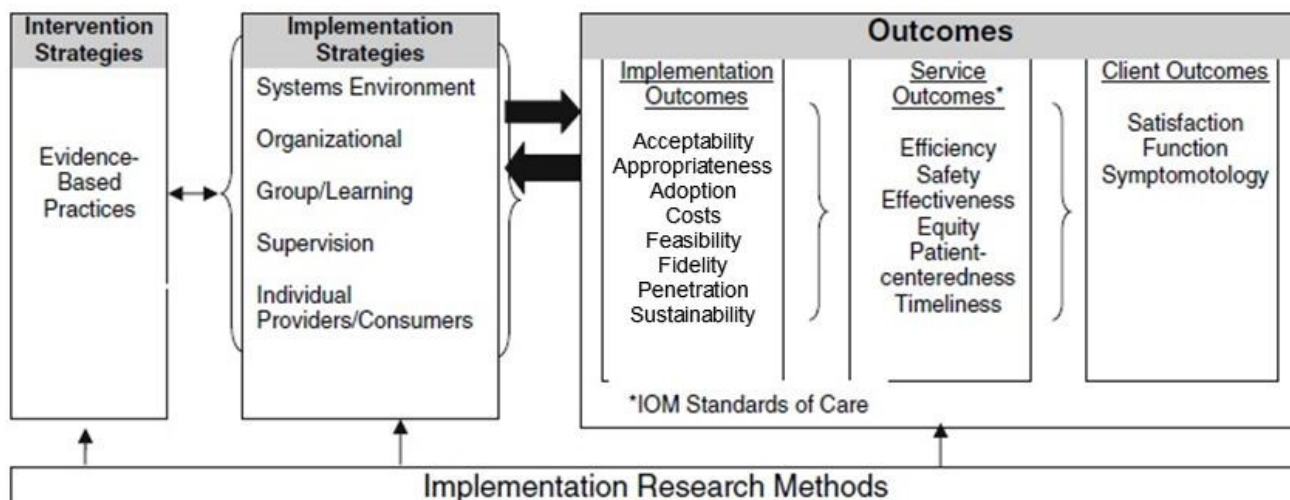 Intervention
Strategies
Evidence-
Based
Practices
Implementation
Strategies
Systems Environment
Organizational
Group/Learning
Supervision
Individual
Providers/Consumers
Outcomes
Implementation
Outcomes
Acceptability
Appropriateness
Adoption
Costs
Feasibility
Fidelity
Penetration
Sustainability
Service
Outcomes*
Efficiency
Safety
Effectiveness
Equity
Patient-
centeredness
Timeliness
Client Outcomes
Satisfaction
Function
Symptomotology
*IOM Standards of Care
Implementation Research Methods